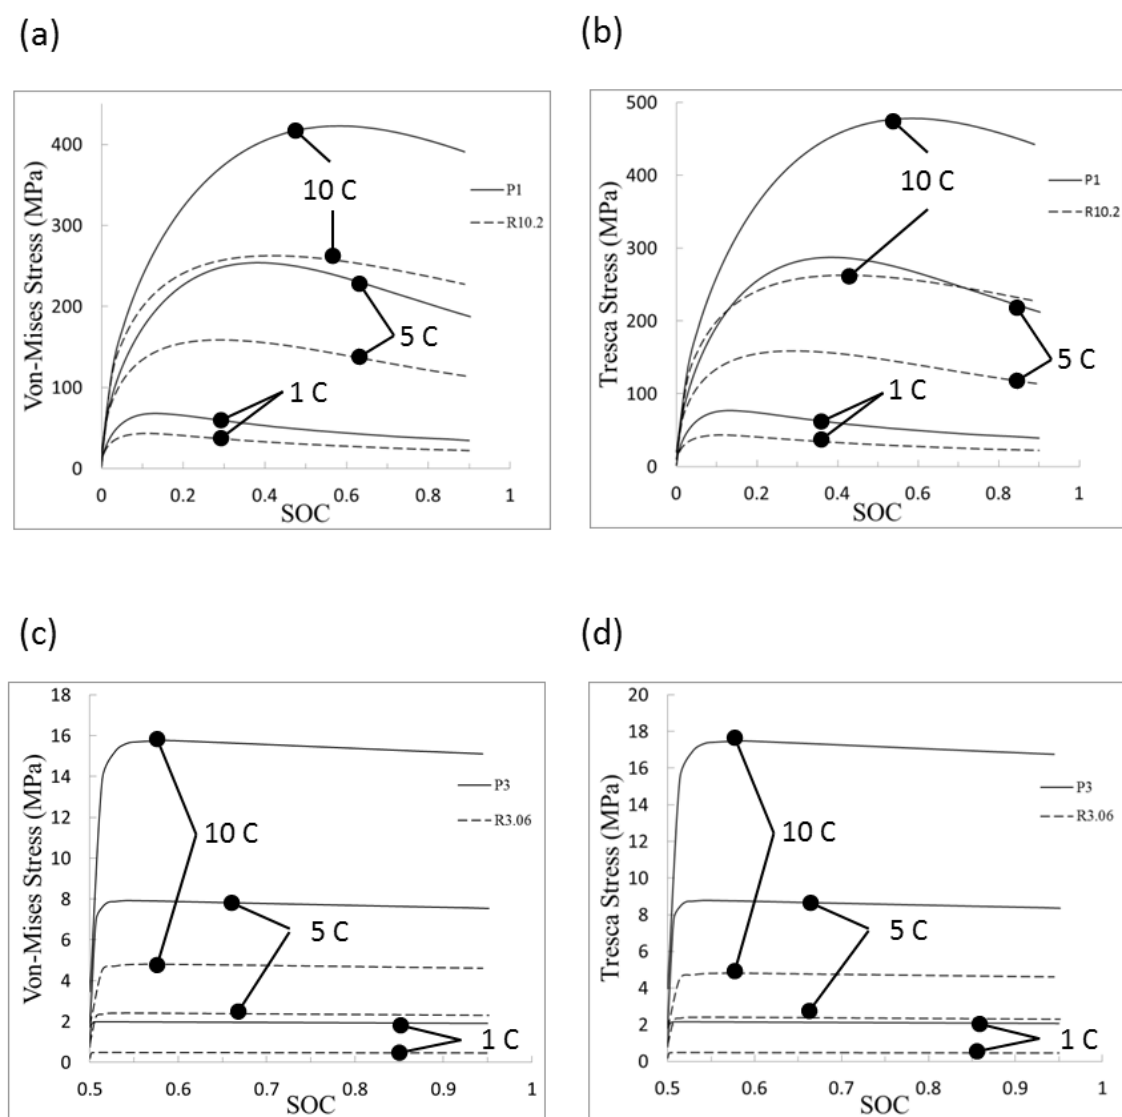 (a)
Von-Mises Stress (MPa)
400
300
200
100
0
0
0.2
0.4
0.6
0.8
1
SOC
10 C
5 C
1 C
P1
R10.2
(b)
Tresca Stress (MPa)
500
400
300
200
100
0
0
0.2
0.4
0.6
0.8
1
SOC
10 C
5 C
1 C
P1
R10.2
(c)
Von-Mises Stress (MPa)
18
16
14
12
10
8
6
4
2
0
0.5
0.6
0.7
0.8
0.9
1
SOC
10 C
5 C
1 C
P3
R3.06
(d)
Tresca Stress (MPa)
20
18
16
14
12
10
8
6
4
2
0
0.5
0.6
0.7
0.8
0.9
1
SOC
10 C
5 C
1 C
P3
R3.06